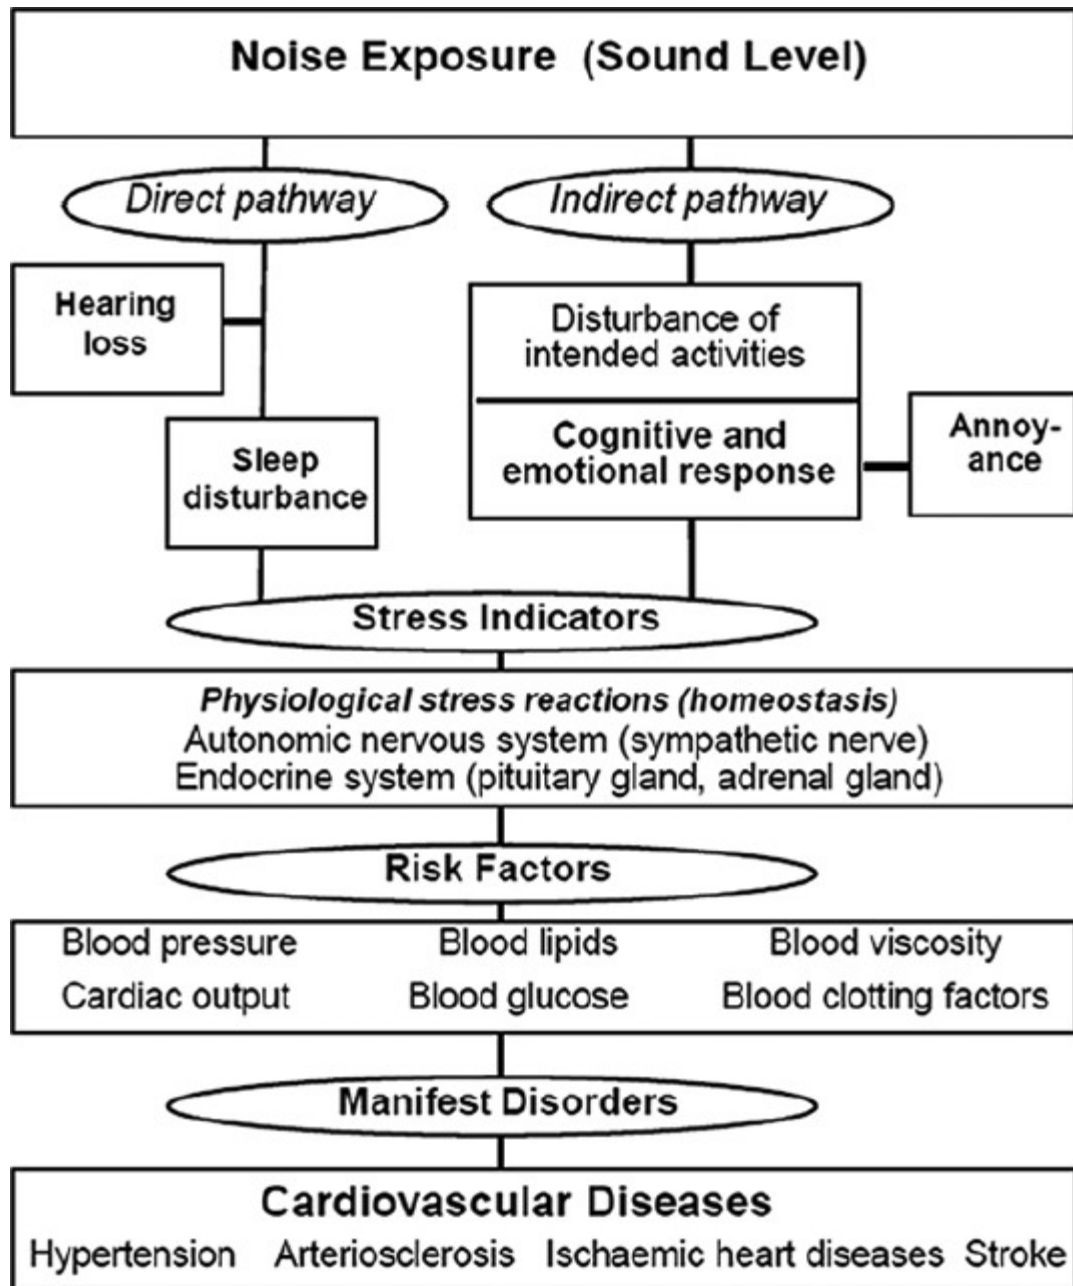 Noise Exposure (Sound Level)
Direct pathway
Indirect pathway
Hearing
loss
Disturbance of
intended activities
Sleep
disturbance
Cognitive and
emotional response
Annoy-
ance
Stress Indicators
Physiological stress reactions (homeostasis)
Autonomic nervous system (sympathetic nerve)
Endocrine system (pituitary gland, adrenal gland)
Risk Factors
Blood pressure Blood lipids Blood viscosity
Cardiac output Blood glucose Blood clotting factors
Manifest Disorders
Cardiovascular Diseases
Hypertension Arteriosclerosis Ischaemic heart diseases Stroke